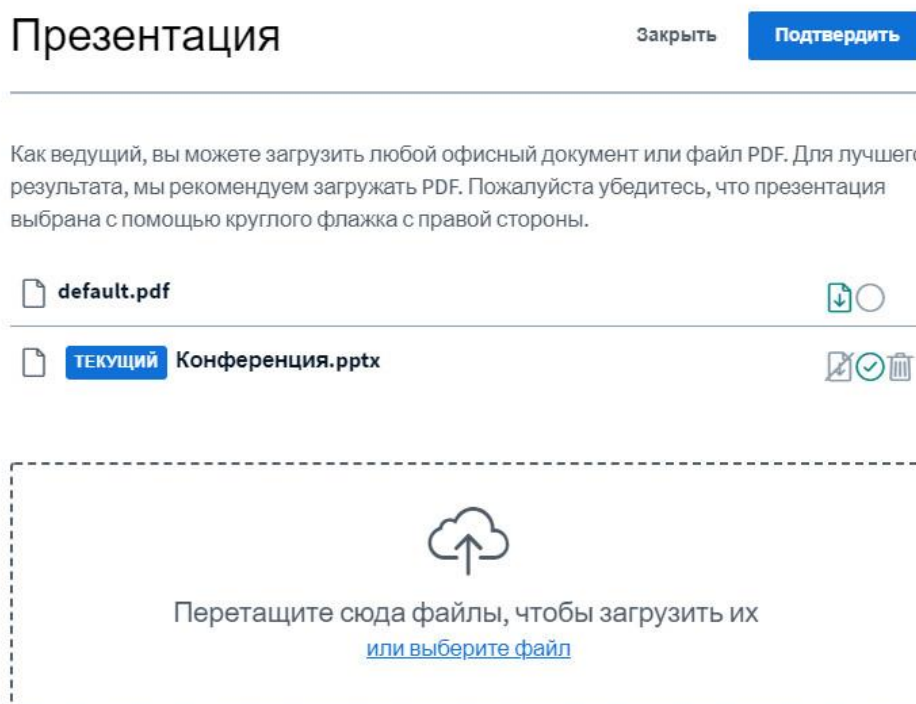 Презентация
Закрыть
Подтвердить
Как ведущий, вы можете загрузить любой офисный документ или файл PDF. Для лучшего
результата, мы рекомендуем загружать PDF. Пожалуйста убедитесь, что презентация
выбрана с помощью круглого флажка с правой стороны.
default.pdf
ТЕКУЩИЙ Конференция.pptx
Перетащите сюда файлы, чтобы загрузить их
или выберите файл